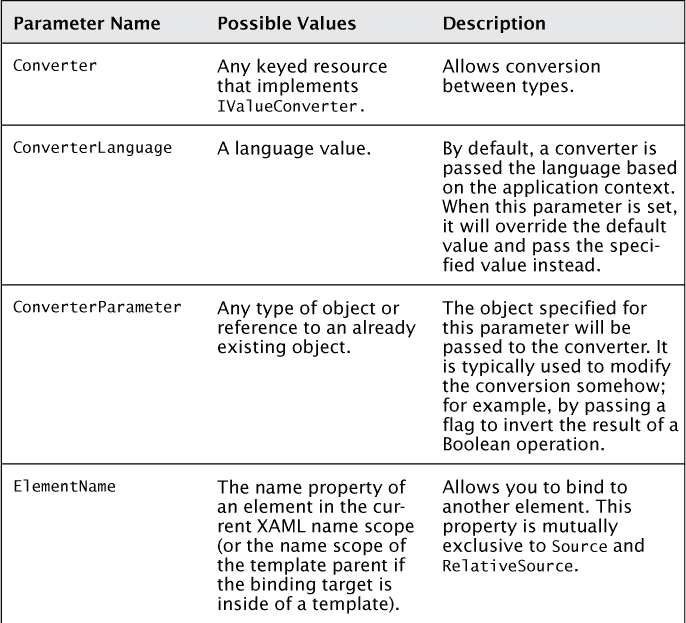 Parameter Name Possible Values Description
Converter Any keyed resource Allows conversion
that implements between types.
IValueConverter.
ConverterLanguage A language value. By default, a converter is
passed the language based
on the application context.
When this parameter is set,
it will override the default
value and pass the speci-
fied value instead.
ConverterParameter Any type of object or The object specified for
reference to an already this parameter will be
existing object. passed to the converter. It
is typically used to modify
the conversion somehow;
for example, by passing a
flag to invert the result of a
Boolean operation.
ElementName The name property of Allows you to bind to
an element in the cur- another element. This
rent XAML name scope property is mutually
(or the name scope of exclusive to Source and
the template parent if RelativeSource.
the binding target is
inside of a template).